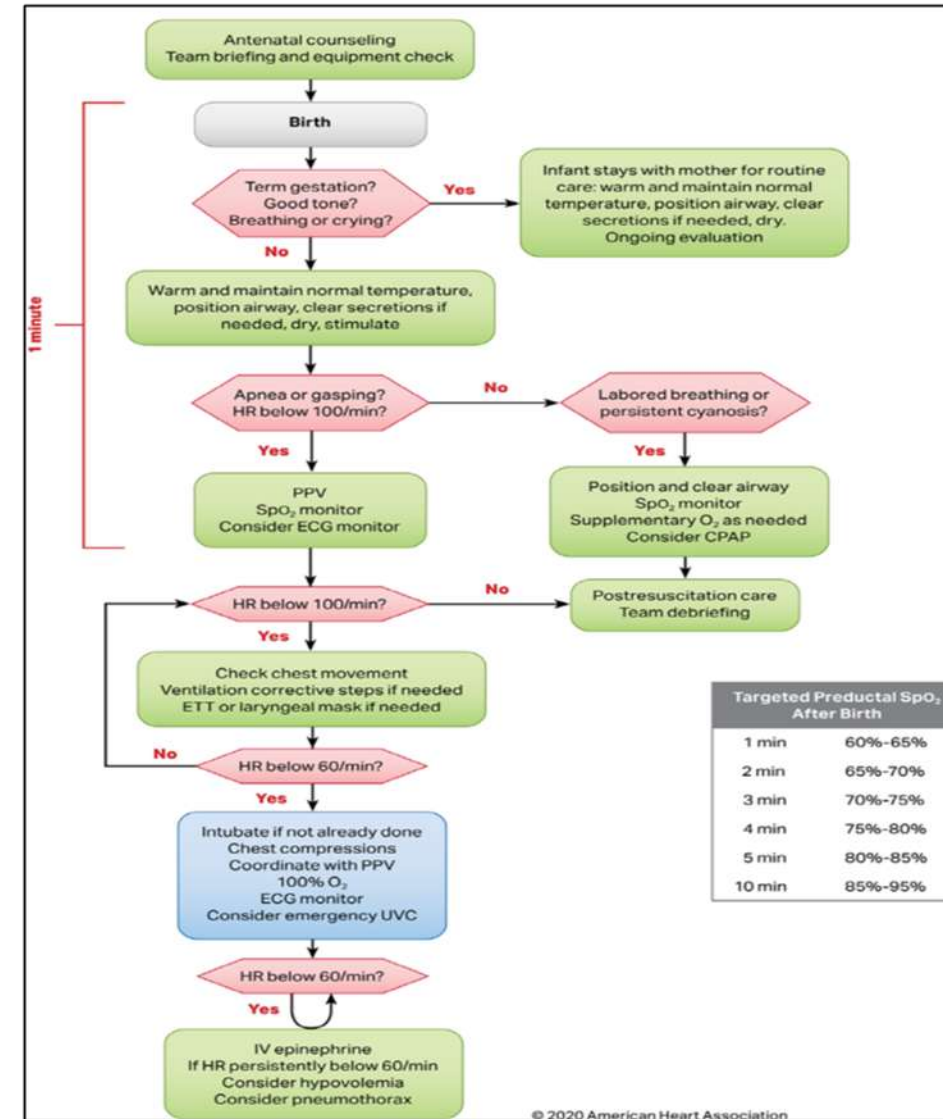 Antenatal counseling
Team briefing and equipment check
Birth
1 minute
Term gestation?
Good tone?
Breathing or crying?
Yes
Infant stays with mother for routine
care: warm and maintain normal
temperature, position airway, clear
secretions if needed, dry.
Ongoing evaluation
No
Warm and maintain normal temperature,
position airway, clear secretions if
needed, dry, stimulate
Apnea or gasping?
HR below 100/min?
No
Labored breathing or
persistent cyanosis?
Yes
Yes
PPV
SpO₂ monitor
Consider ECG monitor
Position and clear airway
SpO₂ monitor
Supplementary O₂ as needed
Consider CPAP
HR below 100/min?
No
Postresuscitation care
Team debriefing
Yes
Check chest movement
Ventilation corrective steps if needed
ETT or laryngeal mask if needed
No
HR below 60/min?
Yes
Intubate if not already done
Chest compressions
Coordinate with PPV
100% O₂
ECG monitor
Consider emergency UVC
HR below 60/min?
Yes
IV epinephrine
If HR persistently below 60/min
Consider hypovolemia
Consider pneumothorax
Targeted Preductal SpO₂
After Birth
1 min 60%-65%
2 min 65%-70%
3 min 70%-75%
4 min 75%-80%
5 min 80%-85%
10 min 85%-95%
© 2020 American Heart Association